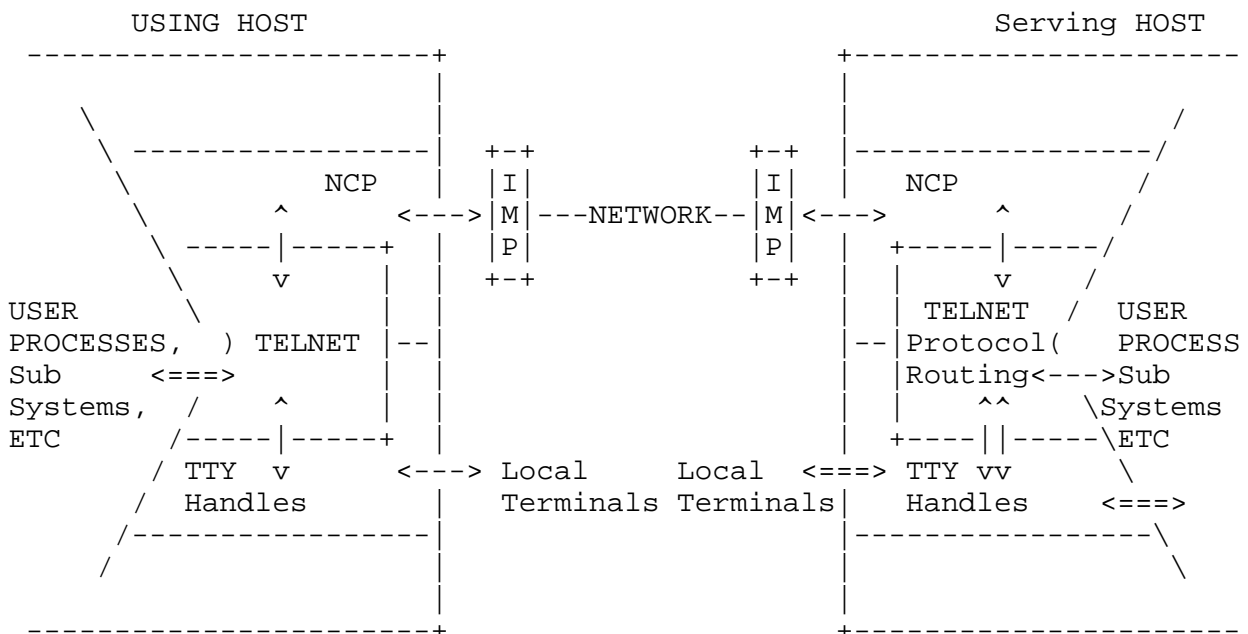 USING HOST Serving HOST
NCP |I| |I| NCP
<--->|M|---NETWORK--|M|<--->
|P| |P|
USER TELNET USER
PROCESSES, ) TELNET Protocol( PROCESS
Sub <===> Routing<--->Sub
Systems, Systems
ETC ETC
TTY v <---> Local Local <===> TTY vv
Handles Terminals Terminals Handles <===>